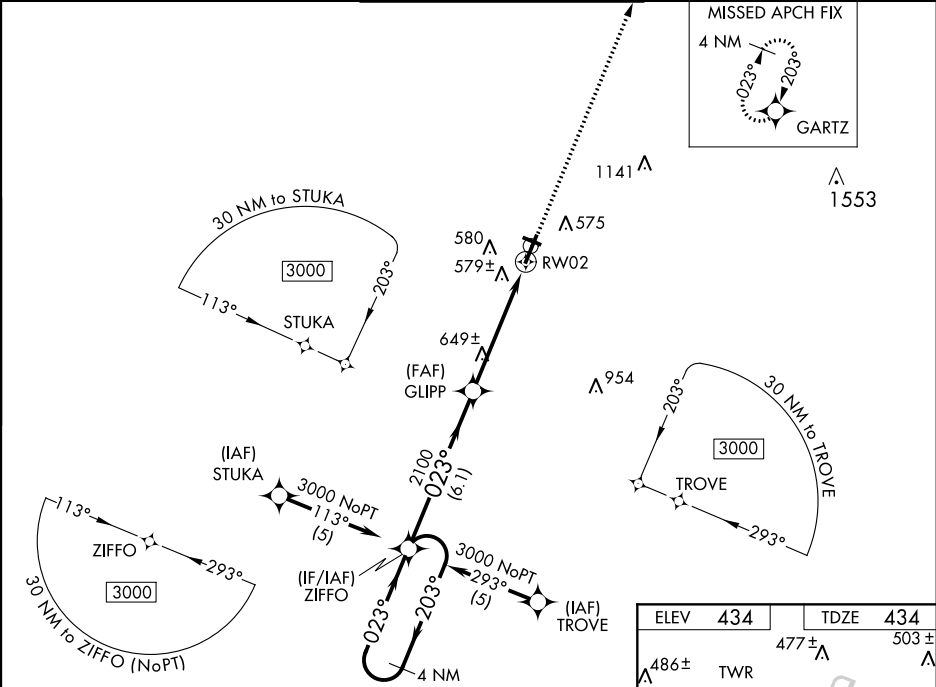 MISSED APCH FIX
4 NM
023°
203°
GARTZ
1141
1553
30 NM to STUKA
3000
113°
203°
STUKA
580
575
579±
RW02
649±
(FAF)
GLIPP
954
30 NM to TROVE
203°
3000
TROVE
293°
2100
023°
(6.1)
(IAF)
STUKA
3000 NoPT
113°
(5)
113°
ZIFFO
293°
3000
30 NM to ZIFFO (NoPT)
(IF/IAF)
ZIFFO
3000 NoPT
293°
(5)
(IAF)
TROVE
023°
203°
4 NM
ELEV 434
TDZE 434
477±
503±
486±
TWR